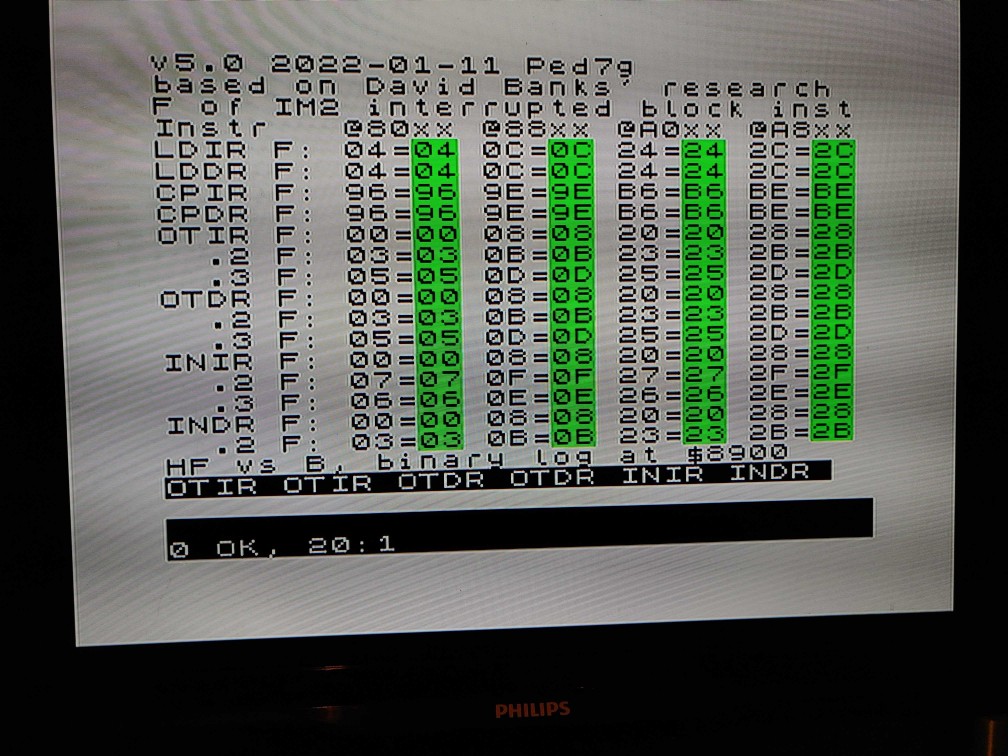 v5.0 2022-01-11 Ped7g
based on David Banks' research
F of IM2 interrupted block inst
Instr @80xx @88xx @A0xx @A8xx
LDIR F: 04=04 0C=0C 24=24 2C=2C
LDDR F: 04=04 0C=0C 24=24 2C=2C
CPIR F: 96=96 9E=9E B6=B6 BE=BE
CPDR F: 96=96 9E=9E B6=B6 BE=BE
OTIR F: 00=00 08=08 20=20 28=28
.2 F: 03=03 0B=0B 23=23 2B=2B
.3 F: 05=05 0D=0D 25=25 2D=2D
OTDR F: 00=00 08=08 20=20 28=28
.2 F: 03=03 0B=0B 23=23 2B=2B
.3 F: 05=05 0D=0D 25=25 2D=2D
INIR F: 00=00 08=08 20=20 28=28
.2 F: 07=07 0F=0F 27=27 2F=2F
.3 F: 06=06 0E=0E 26=26 2E=2E
INDR F: 00=00 08=08 20=20 28=28
.2 F: 03=03 0B=0B 23=23 2B=2B
HF vs B, binary log at $8900
OTIR OTIR OTDR OTDR INIR INDR
0 OK, 20:1
PHILIPS